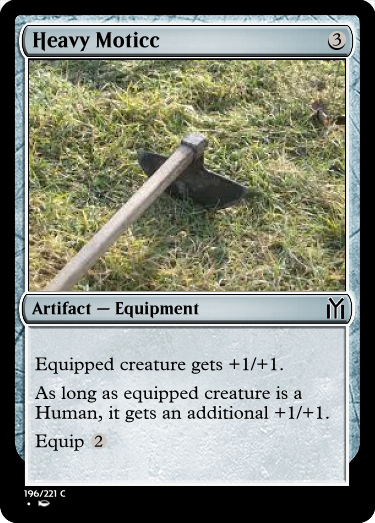 Heavy Moticc
3
Artifact — Equipment
Equipped creature gets +1/+1.
As long as equipped creature is a
Human, it gets an additional +1/+1.
Equip 2
196/221 C